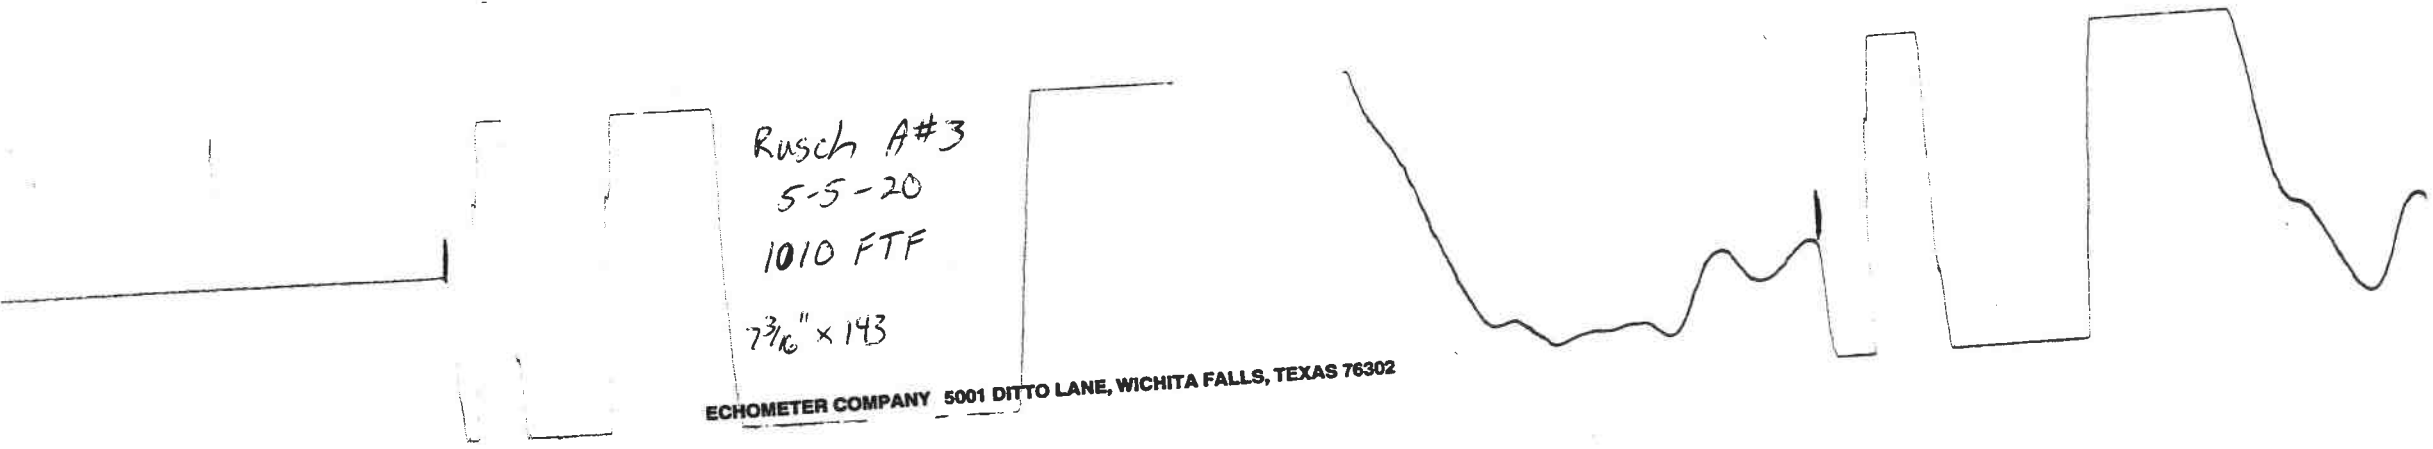 Rusch A#3
5-5-20
1010 FTF
7 3/16" x 143
ECHOMETER COMPANY 5001 DITTO LANE, WICHITA FALLS, TEXAS 76302